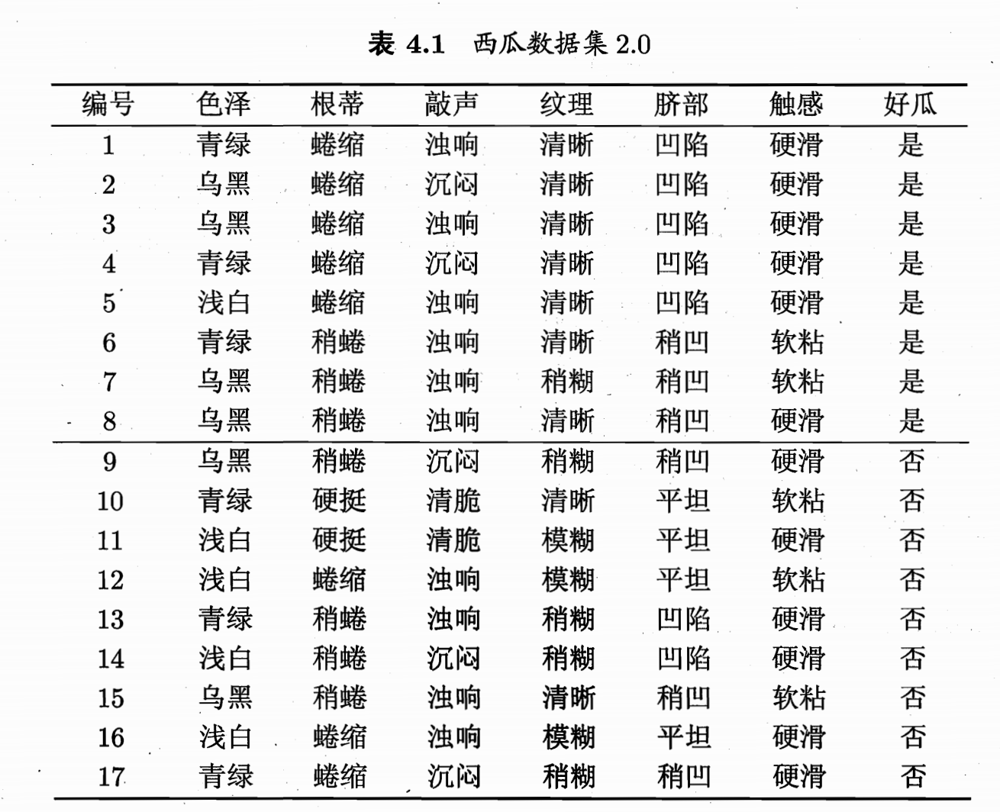 表 4.1 西瓜数据集 2.0
编号 色泽 根蒂 敲声 纹理 脐部 触感 好瓜
1 青绿 蜷缩 浊响 清晰 凹陷 硬滑 是
2 乌黑 蜷缩 沉闷 清晰 凹陷 硬滑 是
3 乌黑 蜷缩 浊响 清晰 凹陷 硬滑 是
4 青绿 蜷缩 沉闷 清晰 凹陷 硬滑 是
5 浅白 蜷缩 浊响 清晰 凹陷 硬滑 是
6 青绿 稍蜷 浊响 清晰 稍凹 软粘 是
7 乌黑 稍蜷 浊响 稍糊 稍凹 软粘 是
8 乌黑 稍蜷 浊响 清晰 稍凹 硬滑 是
9 乌黑 稍蜷 沉闷 稍糊 稍凹 硬滑 否
10 青绿 硬挺 清脆 清晰 平坦 软粘 否
11 浅白 硬挺 清脆 模糊 平坦 硬滑 否
12 浅白 蜷缩 浊响 模糊 平坦 软粘 否
13 青绿 稍蜷 浊响 稍糊 凹陷 硬滑 否
14 浅白 稍蜷 沉闷 稍糊 凹陷 硬滑 否
15 乌黑 稍蜷 浊响 清晰 稍凹 软粘 否
16 浅白 蜷缩 浊响 模糊 平坦 硬滑 否
17 青绿 蜷缩 沉闷 稍糊 稍凹 硬滑 否